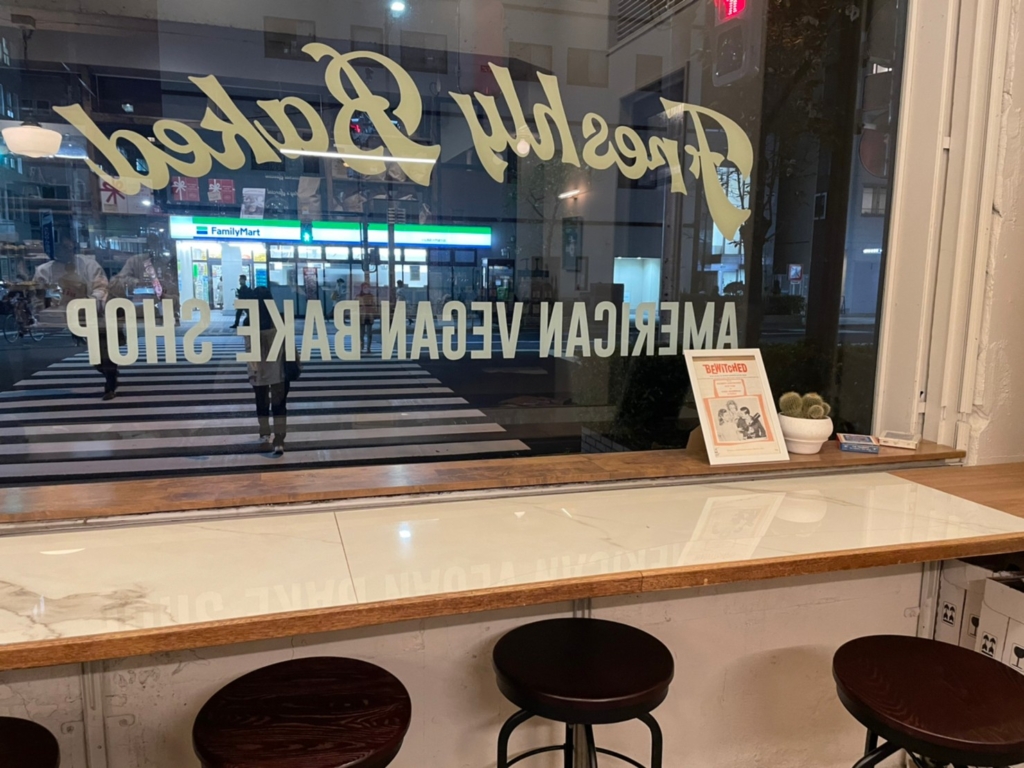 Freshly Baked
FamilyMart
AMERICAN VEGAN BAKE SHOP
BEWITCHED